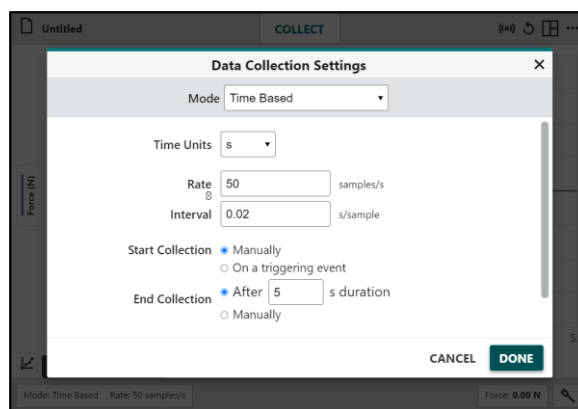 Untitled
COLLECT
Data Collection Settings
Mode Time Based
Time Units s
Rate 50 samples/s
Interval 0.02 s/sample
Start Collection Manually
On a triggering event
End Collection After 5 s duration
Manually
CANCEL DONE
Force (N)
Mode: Time Based Rate: 50 samples/s
Force: 0.00 N